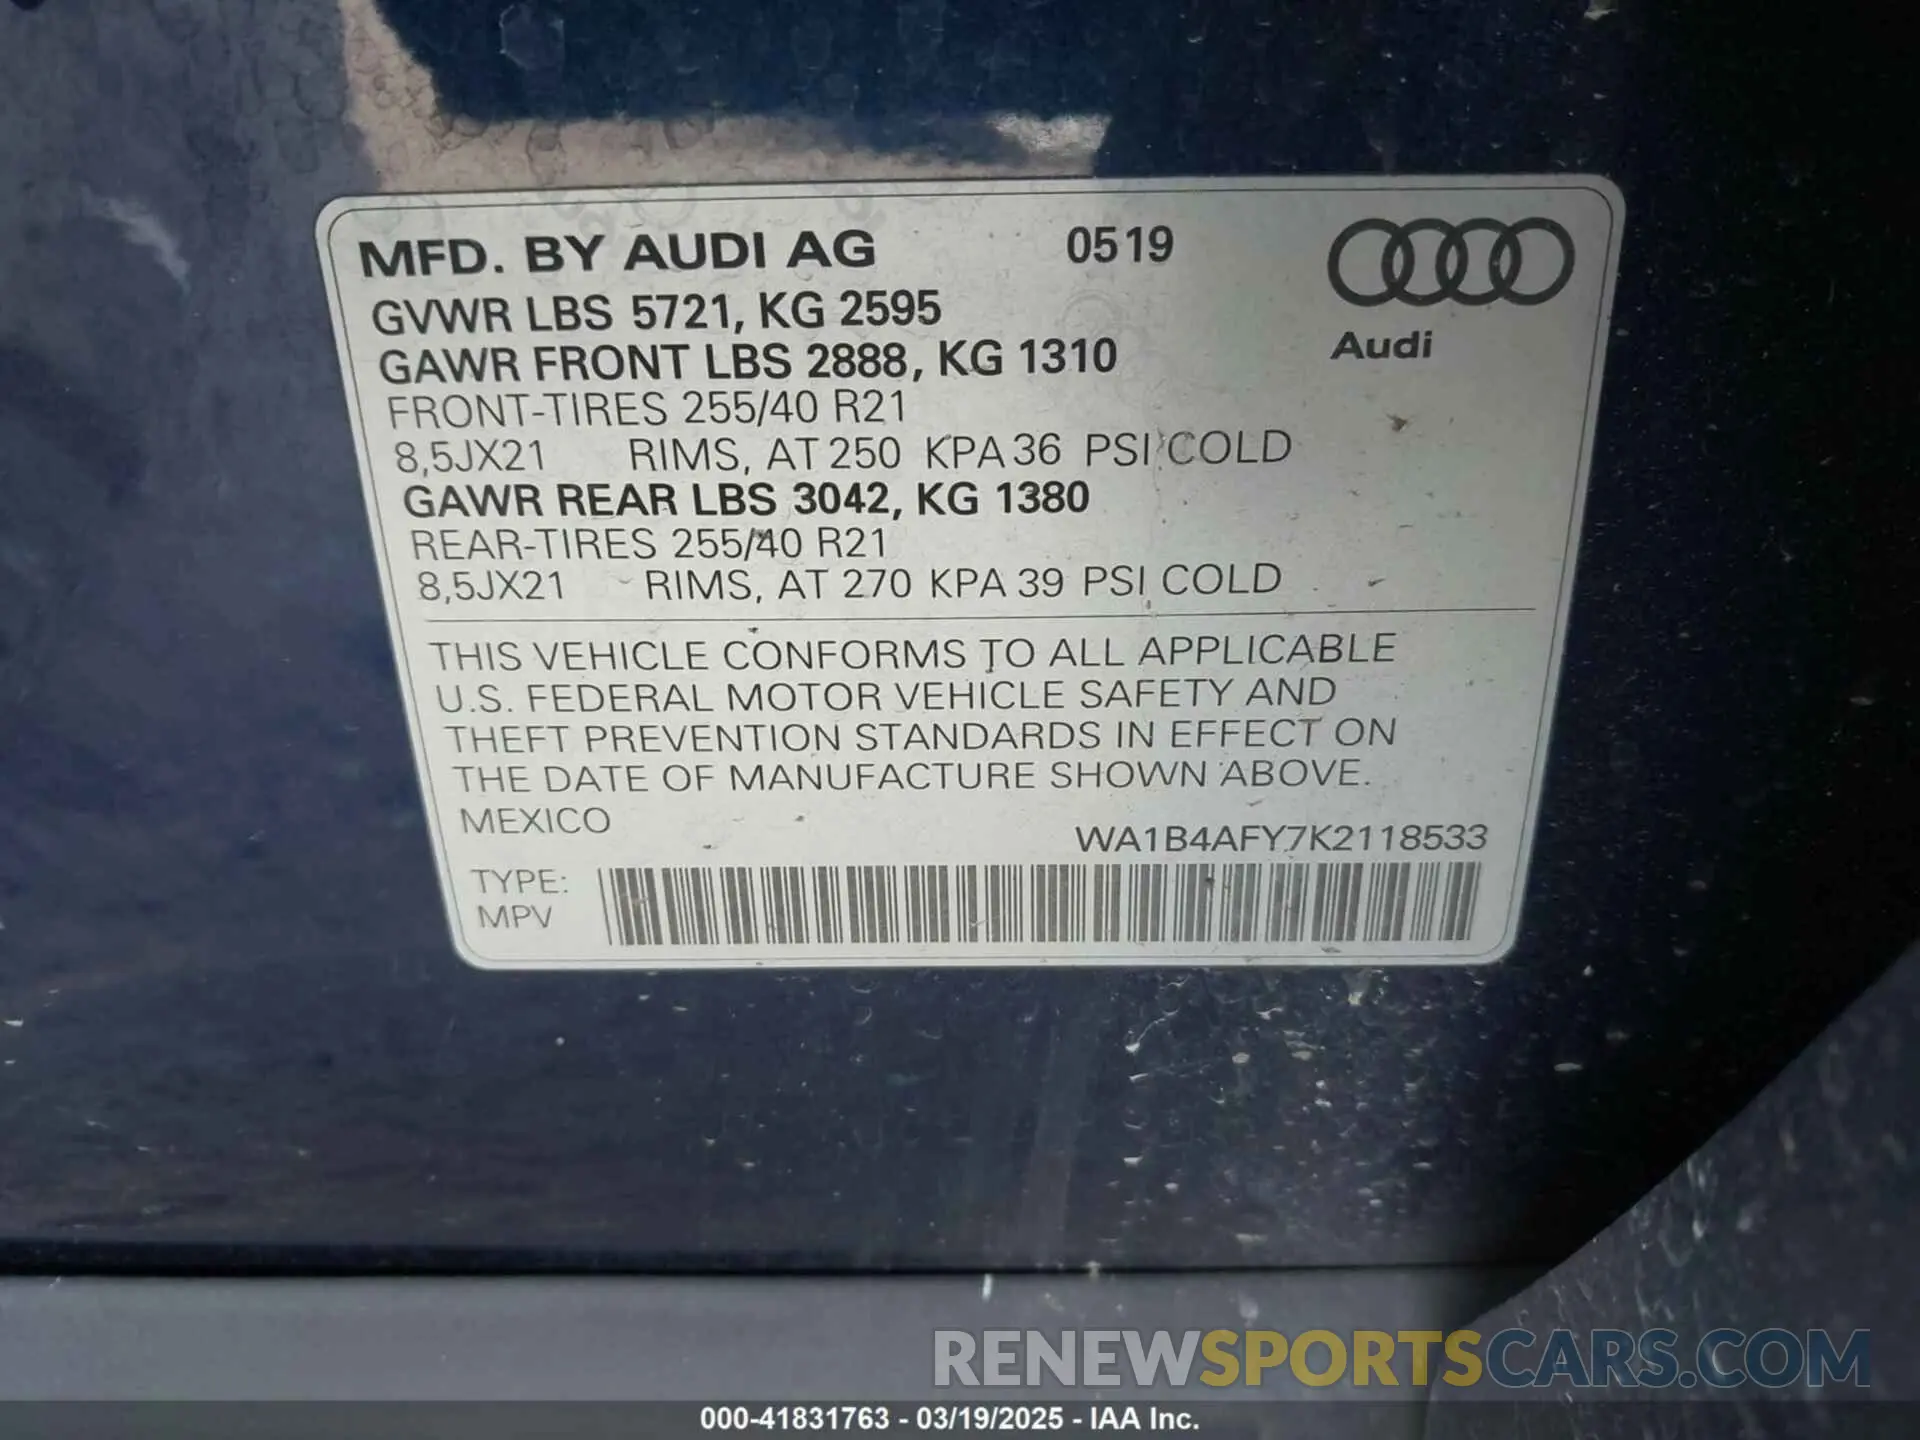 MFD. BY AUDI AG 0519
Audi
GVWR LBS 5721, KG 2595
GAWR FRONT LBS 2888, KG 1310
FRONT-TIRES 255/40 R21
8,5JX21 RIMS, AT 250 KPA 36 PSI COLD
GAWR REAR LBS 3042, KG 1380
REAR-TIRES 255/40 R21
8,5JX21 RIMS, AT 270 KPA 39 PSI COLD
THIS VEHICLE CONFORMS TO ALL APPLICABLE
U.S. FEDERAL MOTOR VEHICLE SAFETY AND
THEFT PREVENTION STANDARDS IN EFFECT ON
THE DATE OF MANUFACTURE SHOWN ABOVE.
MEXICO
WA1B4AFY7K2118533
TYPE:
MPV
RENEWSPORTSCARS.COM
000-41831763 - 03/19/2025 - IAA Inc.